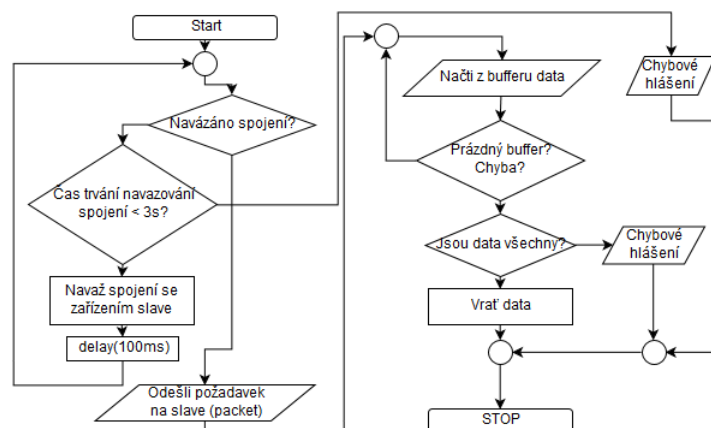 Start
Navázáno spojení?
Čas trvání navazování
spojení < 3s?
Navaž spojení se
zařízením slave
delay(100ms)
Odešli požadavek
na slave (packet)
Načti z bufferu data
Prázdný buffer?
Chyba?
Jsou data všechny?
Vrať data
STOP
Chybové
hlášení
Chybové
hlášení